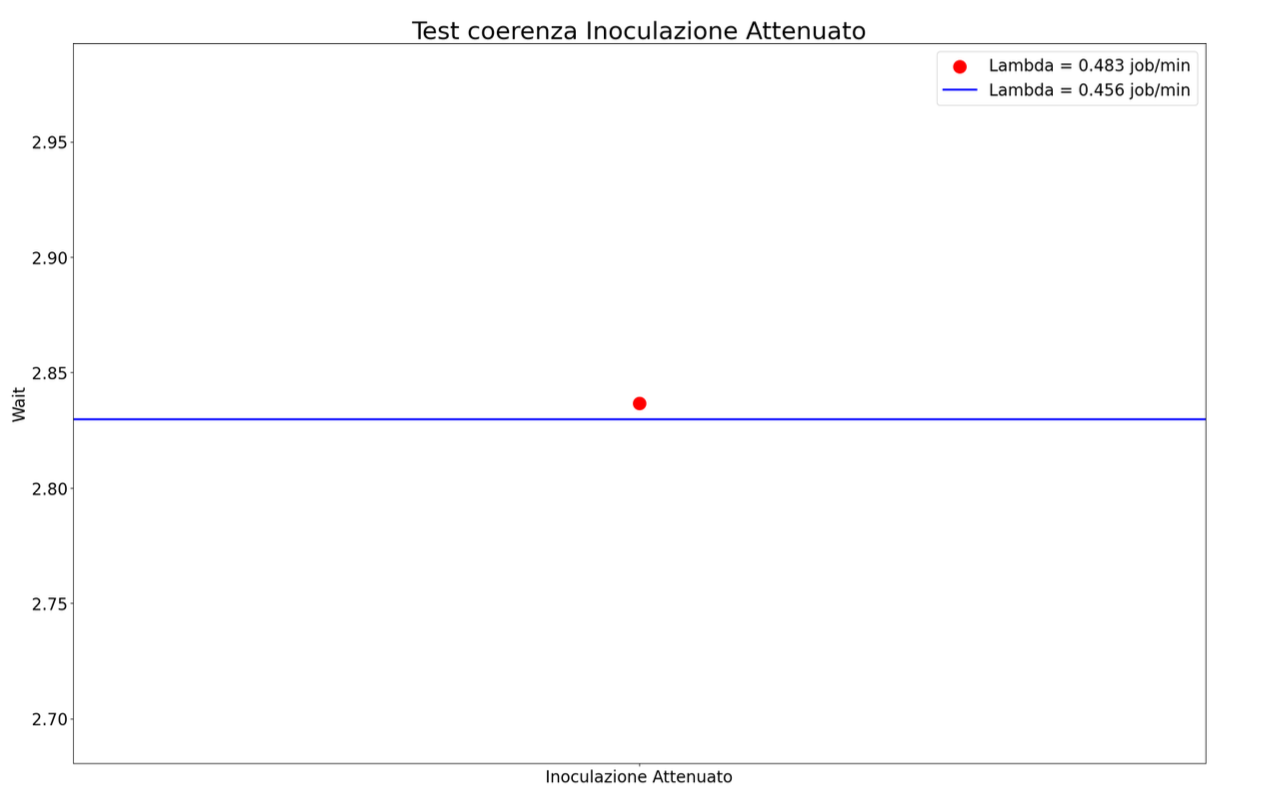 Test coerenza Inoculazione Attenuato
Lambda = 0.483 job/min
Lambda = 0.456 job/min
2.95
2.90
2.85
2.80
2.75
2.70
Wait
Inoculazione Attenuato